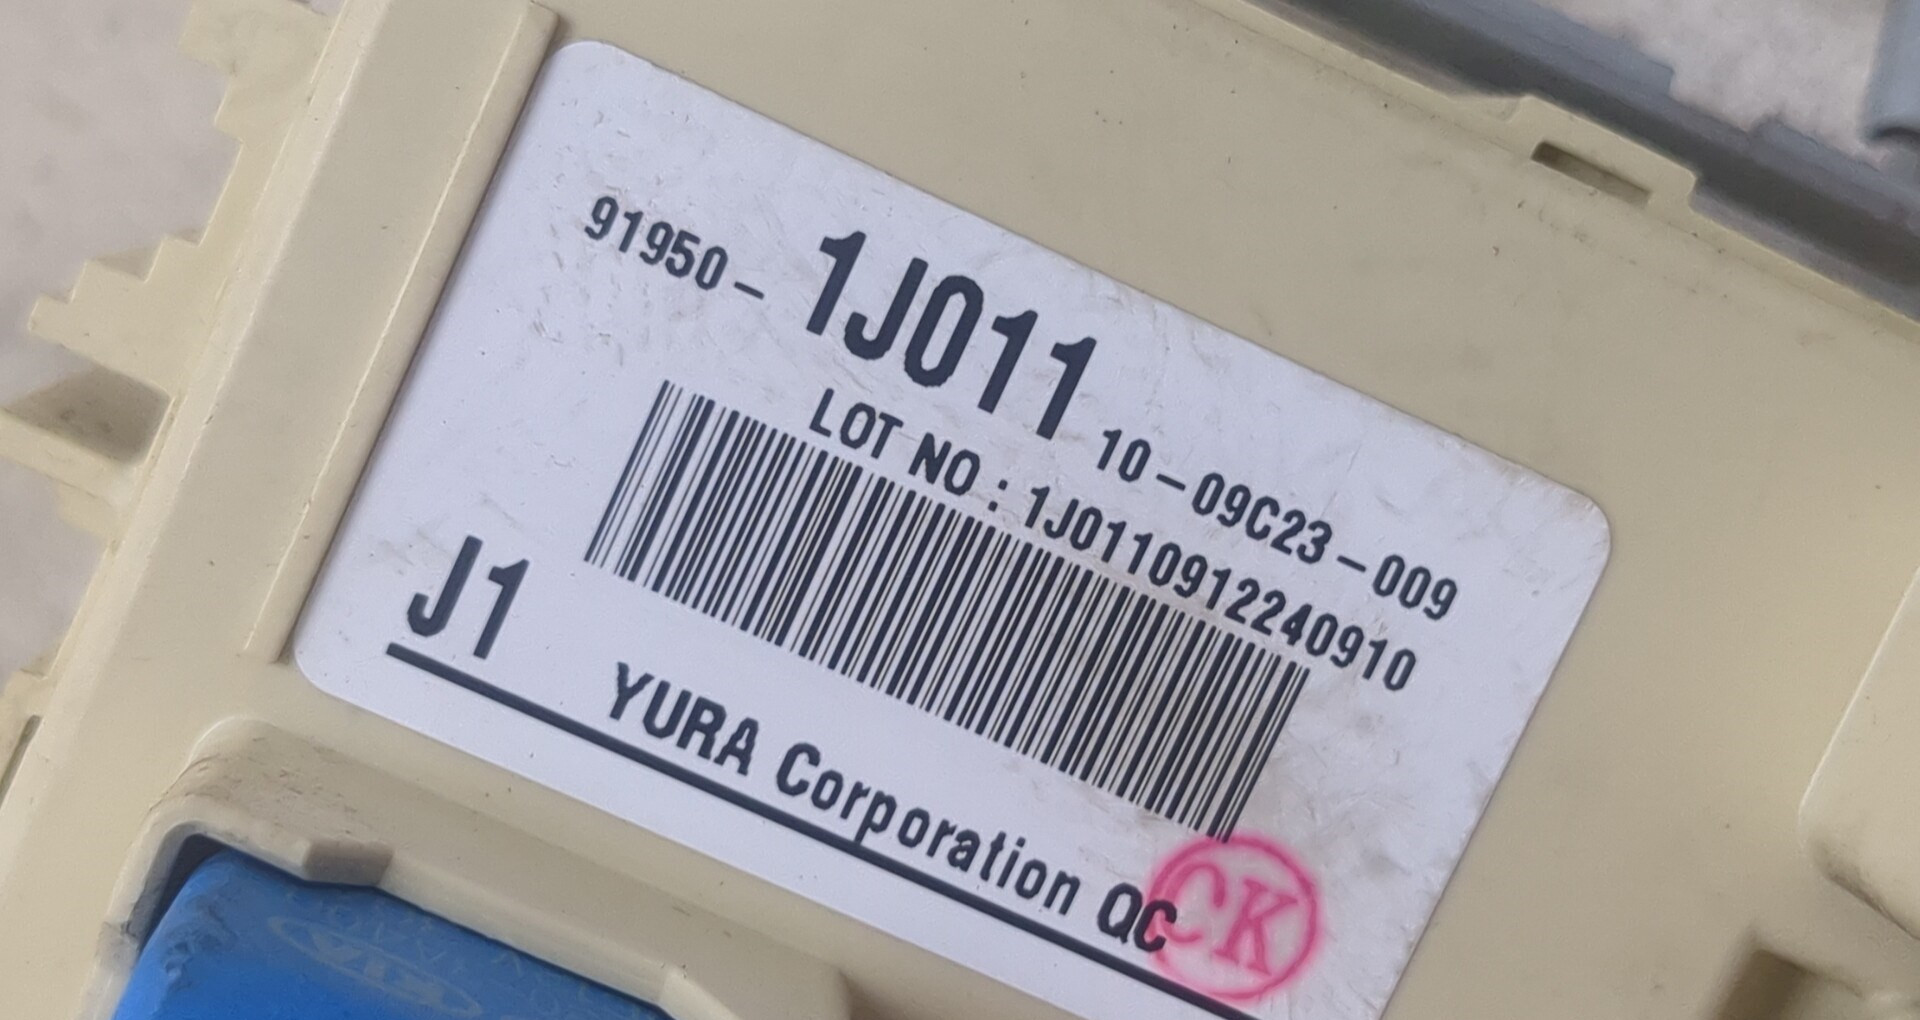 91950-1J011 10-09C23-009
LOT NO : 1J0110912240910
J1
YURA Corporation QC
CK